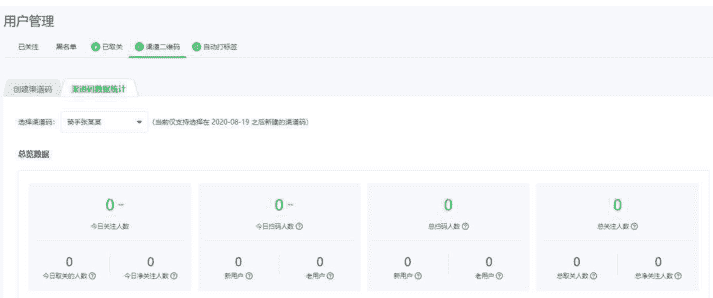 用户管理
已关注 黑名单 已取关 渠道二维码 自动打标签
创建渠道码 渠道码数据统计
选择渠道码: 骑手张某某 (当前仅支持选择在 2020-08-19 之后新建的渠道码)
总览数据
0 -- 0 -- 0 0
今日关注人数 今日扫码人数 总扫码人数 总关注人数
0 0 0 0 0 0 0 0
今日取关的人数 今日净关注人数 新用户 老用户 新用户 老用户 总取关人数 总净关注人数